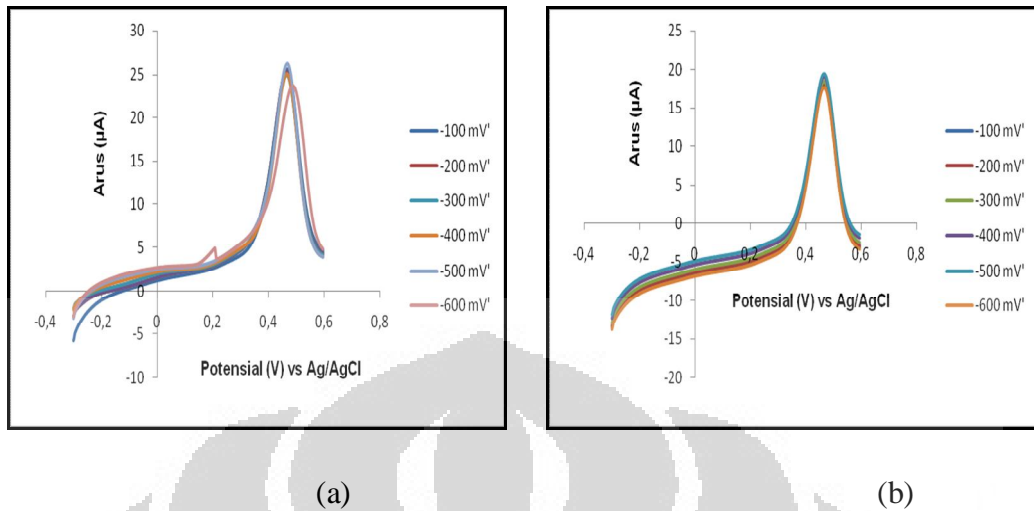 30
25
20
15
10
5
0
-5
-10
-0,4
-0,2
0
0,2
0,4
0,6
0,8
Arus (µA)
Potensial (V) vs Ag/AgCl
-100 mV'
-200 mV'
-300 mV'
-400 mV'
-500 mV'
-600 mV'
(a)
25
20
15
10
5
0
-5
-10
-15
-20
-0,4
-0,2
0
0,2
0,4
0,6
0,8
Arus (µA)
Potensial (V) vs Ag/AgCl
-100 mV'
-200 mV'
-300 mV'
-400 mV'
-500 mV'
-600 mV'
(b)